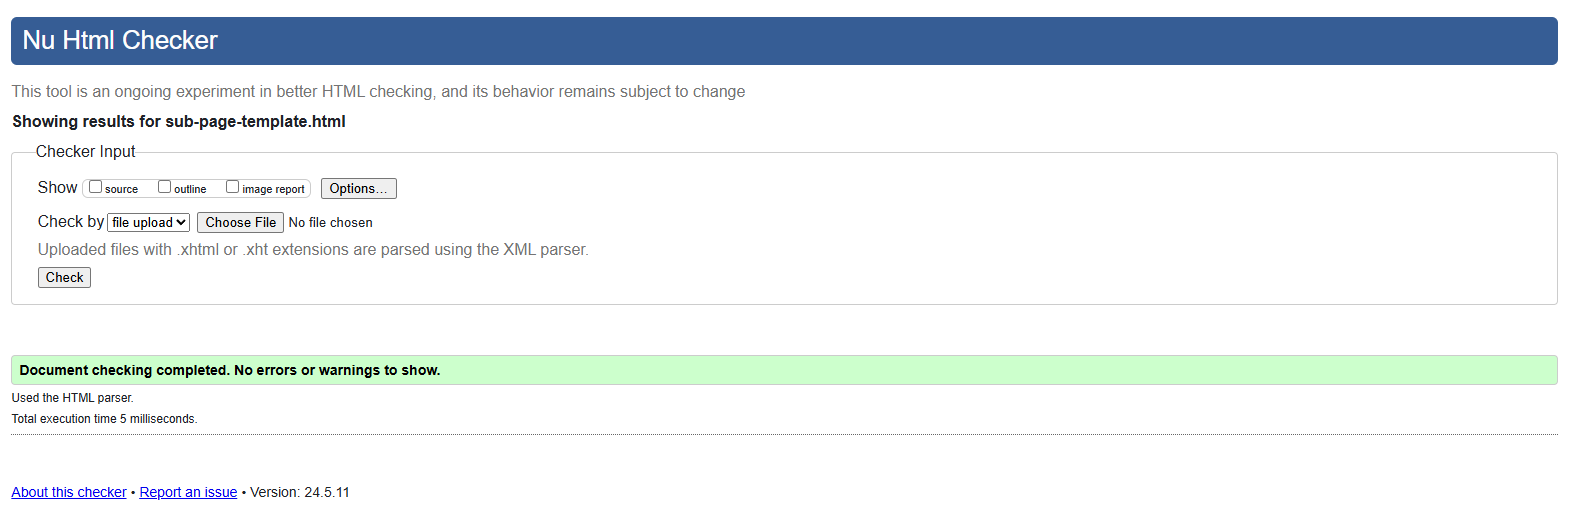 Nu Html Checker
This tool is an ongoing experiment in better HTML checking, and its behavior remains subject to change
Showing results for sub-page-template.html
Checker Input
Show source outline image report Options...
Check by file upload Choose File No file chosen
Uploaded files with .xhtml or .xht extensions are parsed using the XML parser.
Check
Document checking completed. No errors or warnings to show.
Used the HTML parser.
Total execution time 5 milliseconds.
About this checker • Report an issue • Version: 24.5.11